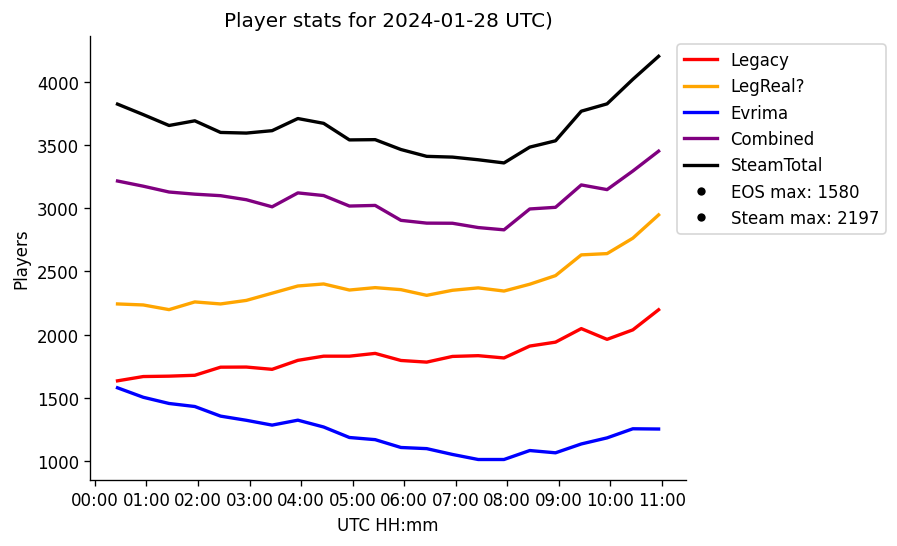 Player stats for 2024-01-28 UTC)
Legacy
LegReal?
Evrima
Combined
SteamTotal
EOS max: 1580
Steam max: 2197
Players
4000
3500
3000
2500
2000
1500
1000
00:00 01:00 02:00 03:00 04:00 05:00 06:00 07:00 08:00 09:00 10:00 11:00
UTC HH:mm